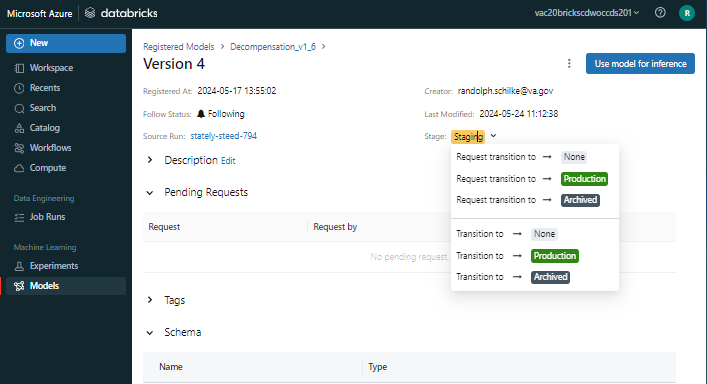 Microsoft Azure databricks vac20brickscdwoccds201 R
New
Workspace
Recents
Search
Catalog
Workflows
Compute
Data Engineering
Job Runs
Machine Learning
Experiments
Models
Registered Models > Decompensation_v1_6 >
Version 4
Use model for inference
Registered At: 2024-05-17 13:55:02
Creator: randolph.schilke@va.gov
Follow Status: Following
Last Modified: 2024-05-24 11:12:38
Source Run: stately-steed-794
Stage: Staging
Request transition to → None
Request transition to → Production
Request transition to → Archived
Transition to → None
Transition to → Production
Transition to → Archived
Description Edit
Pending Requests
Request Request by
No pending request.
Tags
Schema
Name Type